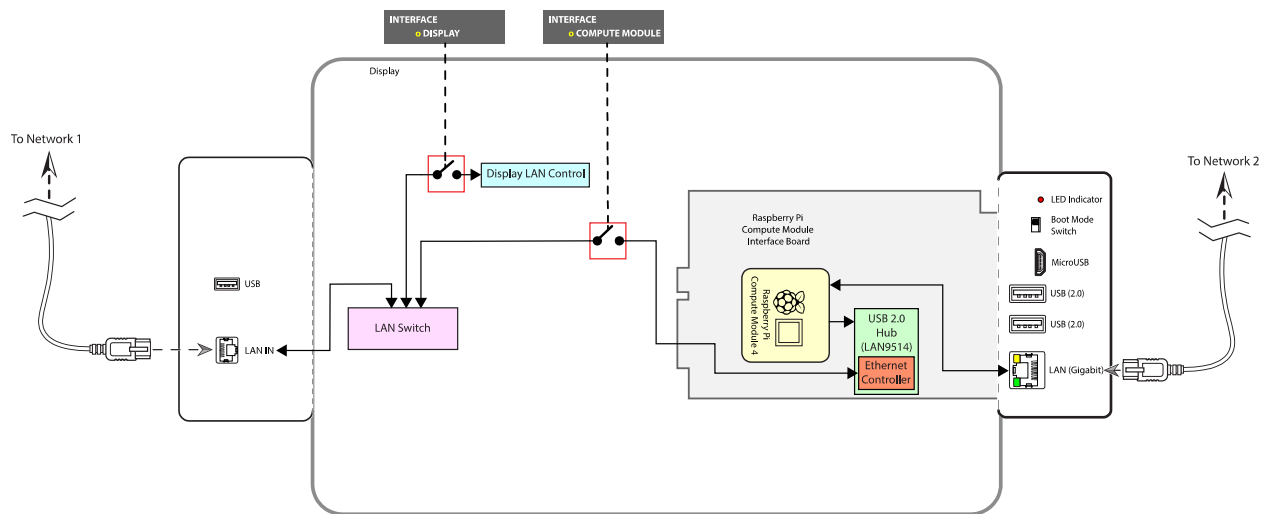 INTERFACE
o DISPLAY
INTERFACE
o COMPUTE MODULE
Display
To Network 1
To Network 2
Display LAN Control
LED Indicator
Boot Mode
Switch
Raspberry Pi
Compute Module
Interface Board
MicroUSB
USB
USB (2.0)
Raspberry Pi
Compute Module 4
USB 2.0
Hub
(LAN9514)
USB (2.0)
LAN Switch
LAN IN
Ethernet
Controller
LAN (Gigabit)